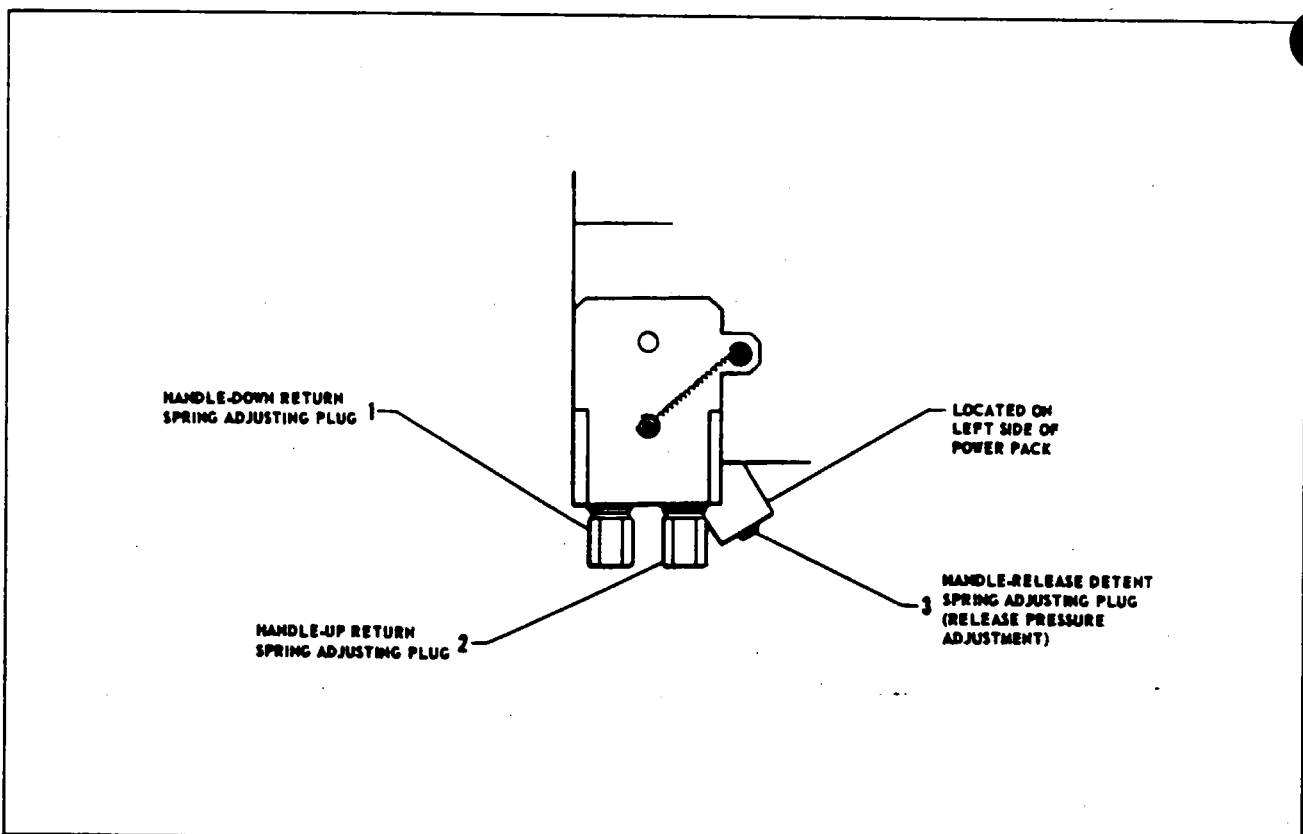 HANDLE-DOWN RETURN
SPRING ADJUSTING PLUG 1
LOCATED ON
LEFT SIDE OF
POWER PACK
HANDLE-UP RETURN
SPRING ADJUSTING PLUG 2
3 HANDLE-RELEASE DETENT
SPRING ADJUSTING PLUG
(RELEASE PRESSURE
ADJUSTMENT)